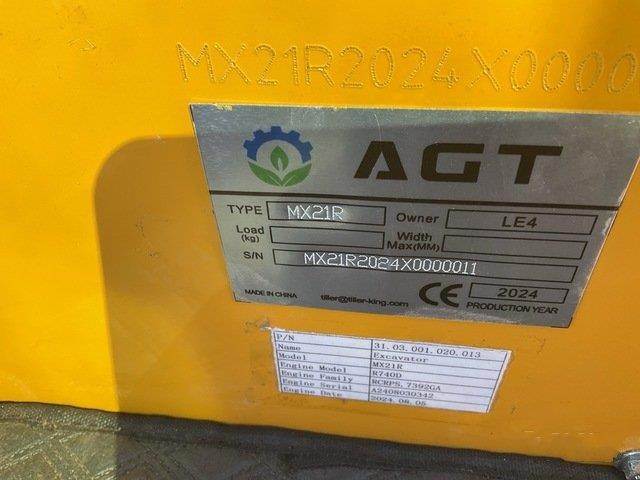 MX21R2024X0000
AGT
TYPE MX21R Owner LE4
Load (kg) Width Max(MM)
S/N MX21R2024X0000011
MADE IN CHINA tiller@tiller-king.com CE 2024 PRODUCTION YEAR
P/N 31.03.001.020.013
Name Excavator
Model MX21R
Engine Model R740D
Engine Family RCRPS.7392GA
Engine Serial A2408030342
Engine Date 2024.08.05